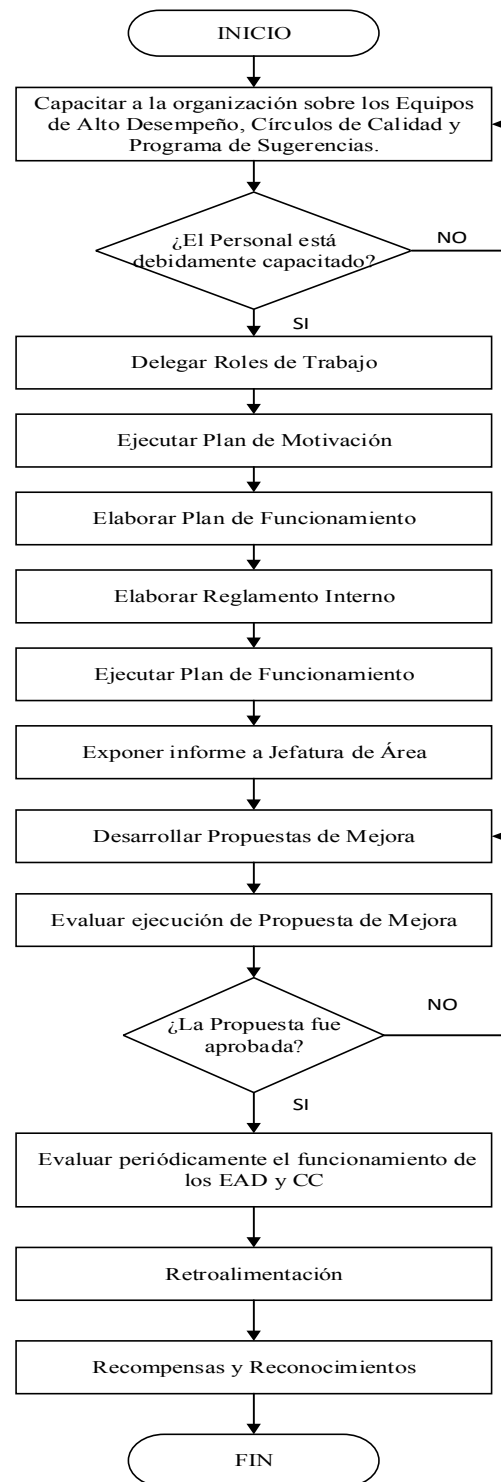 INICIO
Capacitar a la organización sobre los Equipos
de Alto Desempeño, Círculos de Calidad y
Programa de Sugerencias.
¿El Personal está
debidamente capacitado?
NO
SI
Delegar Roles de Trabajo
Ejecutar Plan de Motivación
Elaborar Plan de Funcionamiento
Elaborar Reglamento Interno
Ejecutar Plan de Funcionamiento
Exponer informe a Jefatura de Área
Desarrollar Propuestas de Mejora
Evaluar ejecución de Propuesta de Mejora
¿La Propuesta fue
aprobada?
NO
SI
Evaluar periódicamente el funcionamiento de
los EAD y CC
Retroalimentación
Recompensas y Reconocimientos
FIN